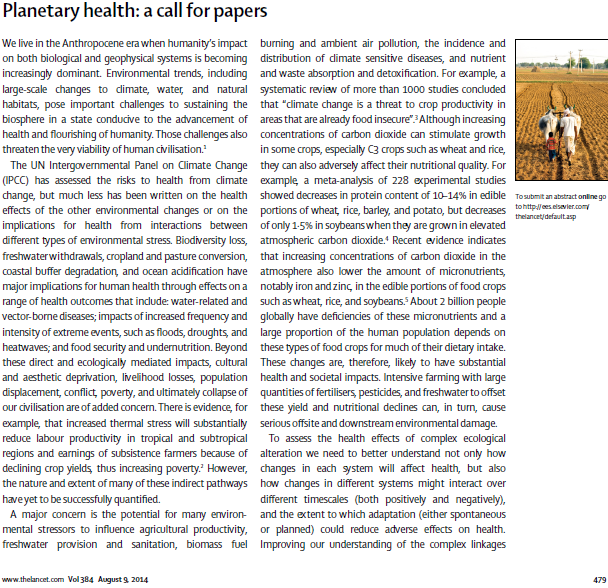 Planetary health: a call for papers
We live in the Anthropocene era when humanity's impact
on both biological and geophysical systems is becoming
increasingly dominant. Environmental trends, including
large-scale changes to climate, water, and natural
habitats, pose important challenges to sustaining the
biosphere in a state conducive to the advancement of
health and flourishing of humanity. Those challenges also
threaten the very viability of human civilisation.¹
The UN Intergovernmental Panel on Climate Change
(IPCC) has assessed the risks to health from climate
change, but much less has been written on the health
effects of the other environmental changes or on the
implications for health from interactions between
different types of environmental stress. Biodiversity loss,
freshwater withdrawals, cropland and pasture conversion,
coastal buffer degradation, and ocean acidification have
major implications for human health through effects on a
range of health outcomes that include: water-related and
vector-borne diseases; impacts of increased frequency and
intensity of extreme events, such as floods, droughts, and
heatwaves; and food security and undernutrition. Beyond
these direct and ecologically mediated impacts, cultural
and aesthetic deprivation, livelihood losses, population
displacement, conflict, poverty, and ultimately collapse of
our civilisation are of added concern. There is evidence, for
example, that increased thermal stress will substantially
reduce labour productivity in tropical and subtropical
regions and earnings of subsistence farmers because of
declining crop yields, thus increasing poverty.² However,
the nature and extent of many of these indirect pathways
have yet to be successfully quantified.
A major concern is the potential for many environ-
mental stressors to influence agricultural productivity,
freshwater provision and sanitation, biomass fuel
burning and ambient air pollution, the incidence and
distribution of climate sensitive diseases, and nutrient
and waste absorption and detoxification. For example, a
systematic review of more than 1000 studies concluded
that "climate change is a threat to crop productivity in
areas that are already food insecure".³ Although increasing
concentrations of carbon dioxide can stimulate growth
in some crops, especially C3 crops such as wheat and rice,
they can also adversely affect their nutritional quality. For
example, a meta-analysis of 228 experimental studies
showed decreases in protein content of 10–14% in edible
portions of wheat, rice, barley, and potato, but decreases
of only 1·5% in soybeans when they are grown in elevated
atmospheric carbon dioxide.⁴ Recent evidence indicates
that increasing concentrations of carbon dioxide in the
atmosphere also lower the amount of micronutrients,
notably iron and zinc, in the edible portions of food crops
such as wheat, rice, and soybeans.⁵ About 2 billion people
globally have deficiencies of these micronutrients and a
large proportion of the human population depends on
these types of food crops for much of their dietary intake.
These changes are, therefore, likely to have substantial
health and societal impacts. Intensive farming with large
quantities of fertilisers, pesticides, and freshwater to offset
these yield and nutritional declines can, in turn, cause
serious offsite and downstream environmental damage.
To assess the health effects of complex ecological
alteration we need to better understand not only how
changes in each system will affect health, but also
how changes in different systems might interact over
different timescales (both positively and negatively),
and the extent to which adaptation (either spontaneous
or planned) could reduce adverse effects on health.
Improving our understanding of the complex linkages
To submit an abstract online go
to http://ees.elsevier.com/
thelancet/default.asp
www.thelancet.com Vol 384 August 9, 2014
479